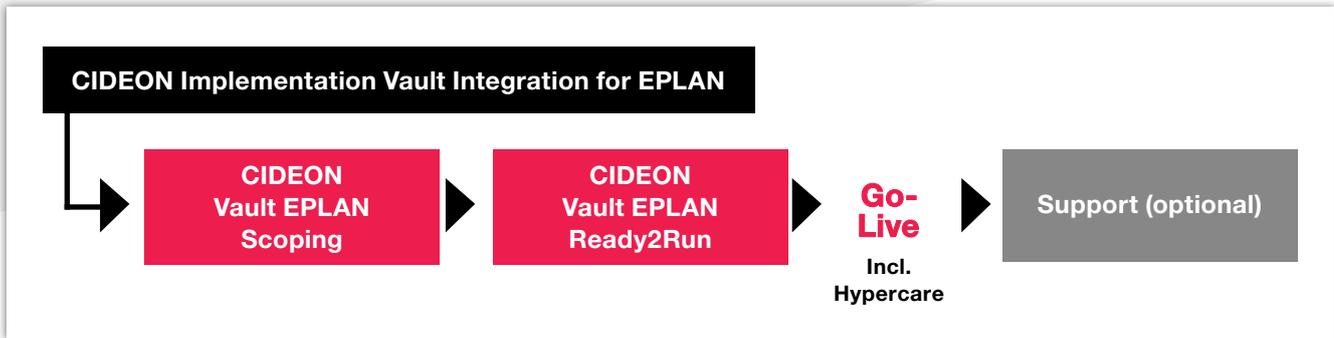 CIDEON Implementation Vault Integration for EPLAN
CIDEON
Vault EPLAN
Scoping
CIDEON
Vault EPLAN
Ready2Run
Go-
Live
Incl.
Hypercare
Support (optional)